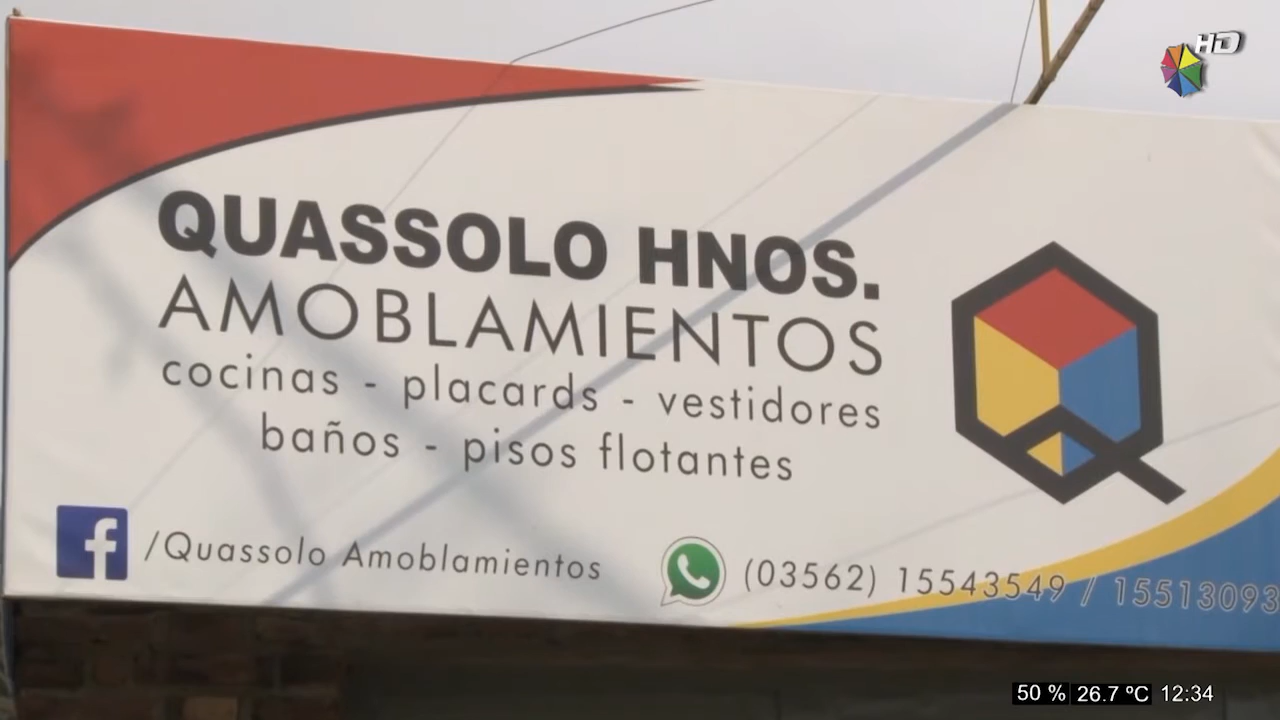 HD
QUASSOLO HNOS.
AMOBLAMIENTOS
cocinas - placards - vestidores
baños - pisos flotantes
f /Quassolo Amoblamientos
(03562) 15543549 / 15513093
50 % 26.7 ºC 12:34